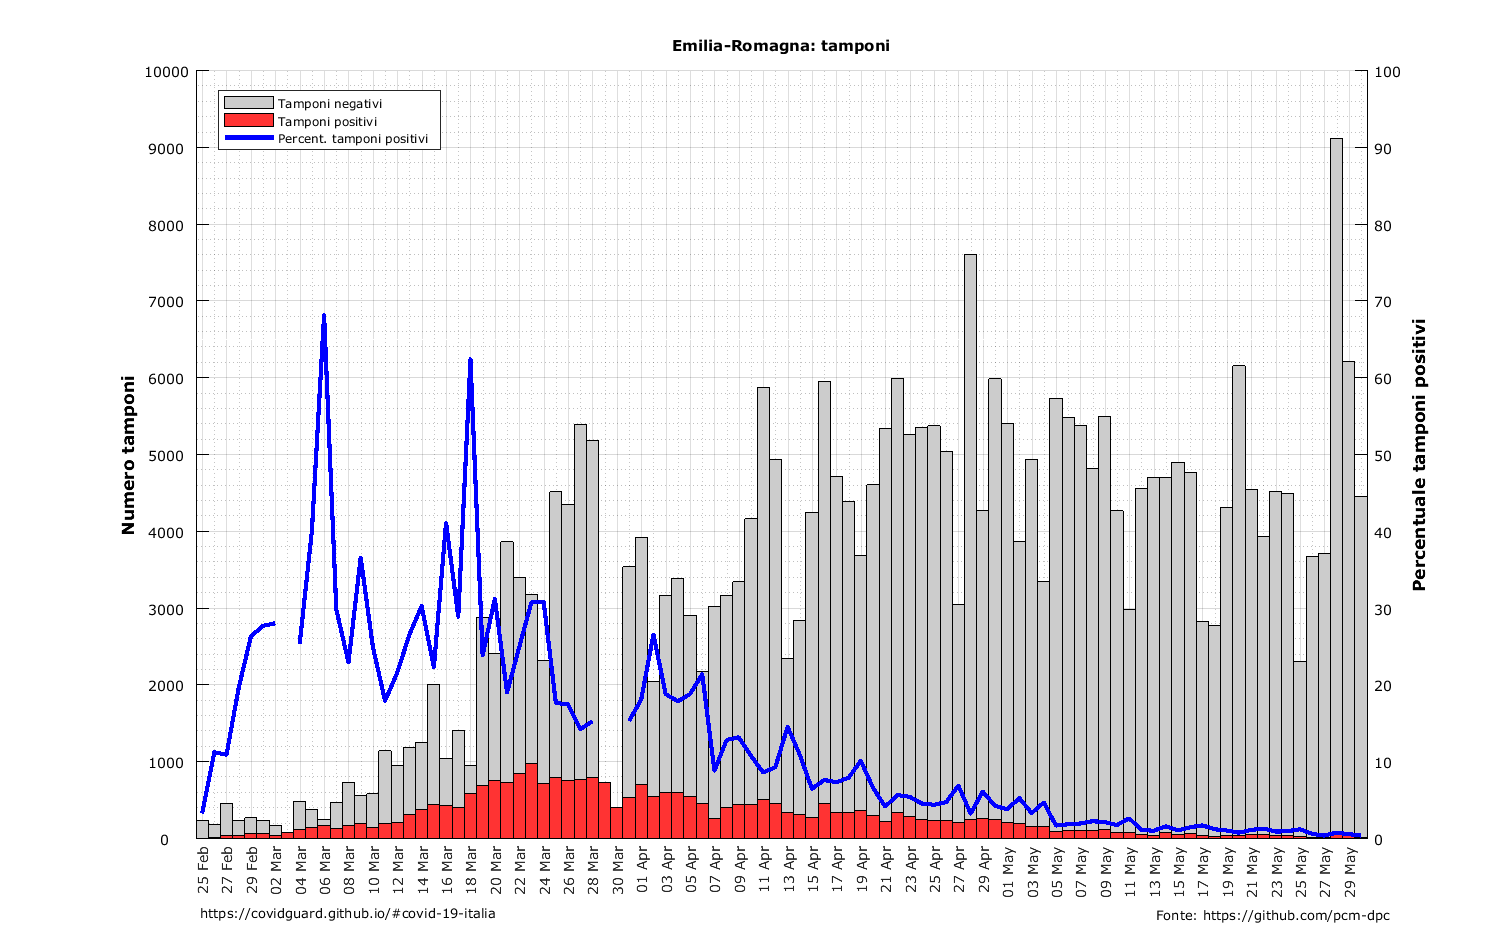 Emilia-Romagna: tamponi
Tamponi negativi
Tamponi positivi
Percent. tamponi positivi
Numero tamponi
10000
9000
8000
7000
6000
5000
4000
3000
2000
1000
0
100
90
80
70
60
50
40
30
20
10
0
Percentuale tamponi positivi
25 Feb
27 Feb
29 Feb
02 Mar
04 Mar
06 Mar
08 Mar
10 Mar
12 Mar
14 Mar
16 Mar
18 Mar
20 Mar
22 Mar
24 Mar
26 Mar
28 Mar
30 Mar
01 Apr
03 Apr
05 Apr
07 Apr
09 Apr
11 Apr
13 Apr
15 Apr
17 Apr
19 Apr
21 Apr
23 Apr
25 Apr
27 Apr
29 Apr
01 May
03 May
05 May
07 May
09 May
11 May
13 May
15 May
17 May
19 May
21 May
23 May
25 May
27 May
29 May
https://covidguard.github.io/#covid-19-italia
Fonte: https://github.com/pcm-dpc